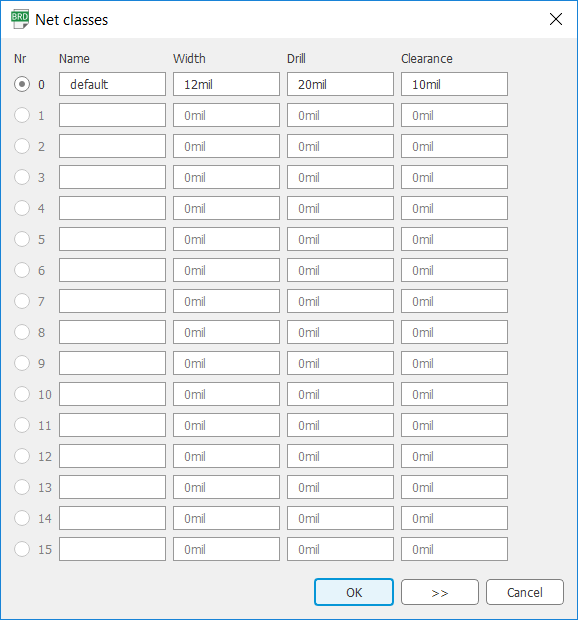 BRD Net classes
Nr Name Width Drill Clearance
0 default 12mil 20mil 10mil
1 0mil 0mil 0mil
2 0mil 0mil 0mil
3 0mil 0mil 0mil
4 0mil 0mil 0mil
5 0mil 0mil 0mil
6 0mil 0mil 0mil
7 0mil 0mil 0mil
8 0mil 0mil 0mil
9 0mil 0mil 0mil
10 0mil 0mil 0mil
11 0mil 0mil 0mil
12 0mil 0mil 0mil
13 0mil 0mil 0mil
14 0mil 0mil 0mil
15 0mil 0mil 0mil
OK >> Cancel